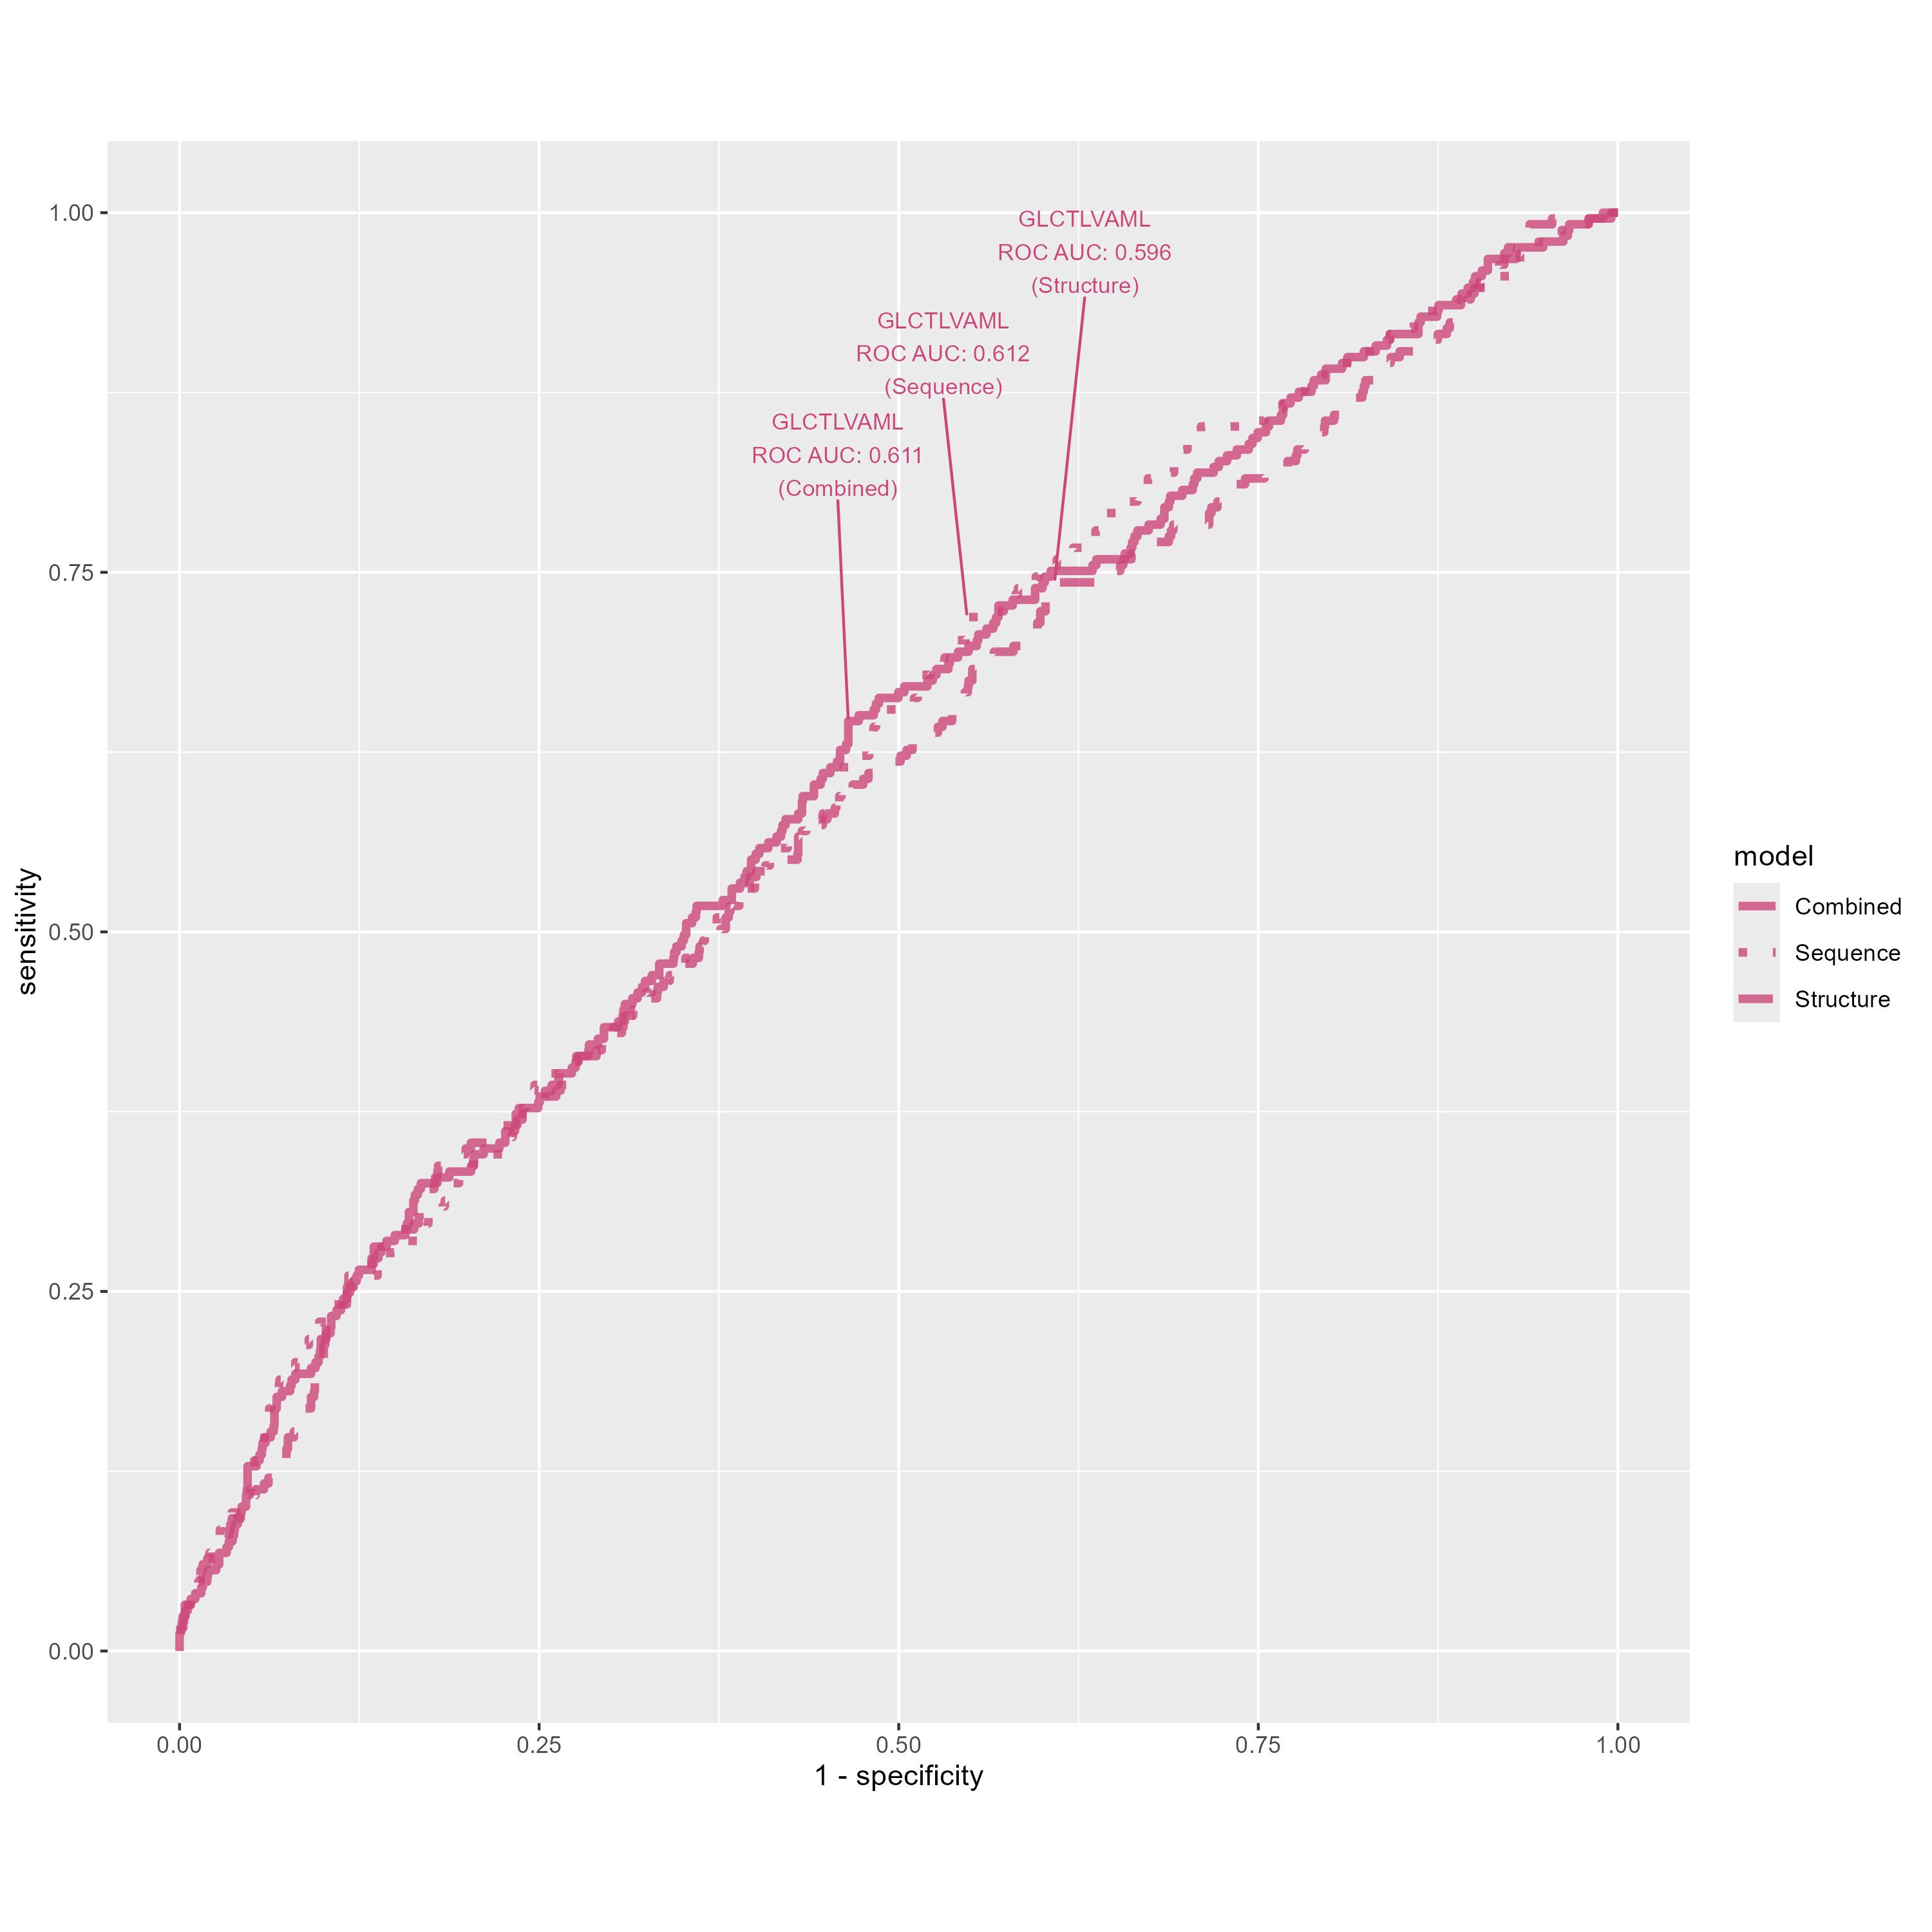 GLCTLVAML
ROC AUC: 0.596
(Structure)
GLCTLVAML
ROC AUC: 0.612
(Sequence)
GLCTLVAML
ROC AUC: 0.611
(Combined)
1.00
0.75
0.50
0.25
0.00
sensitivity
0.00
0.25
0.50
0.75
1.00
1 - specificity
model
Combined
Sequence
Structure